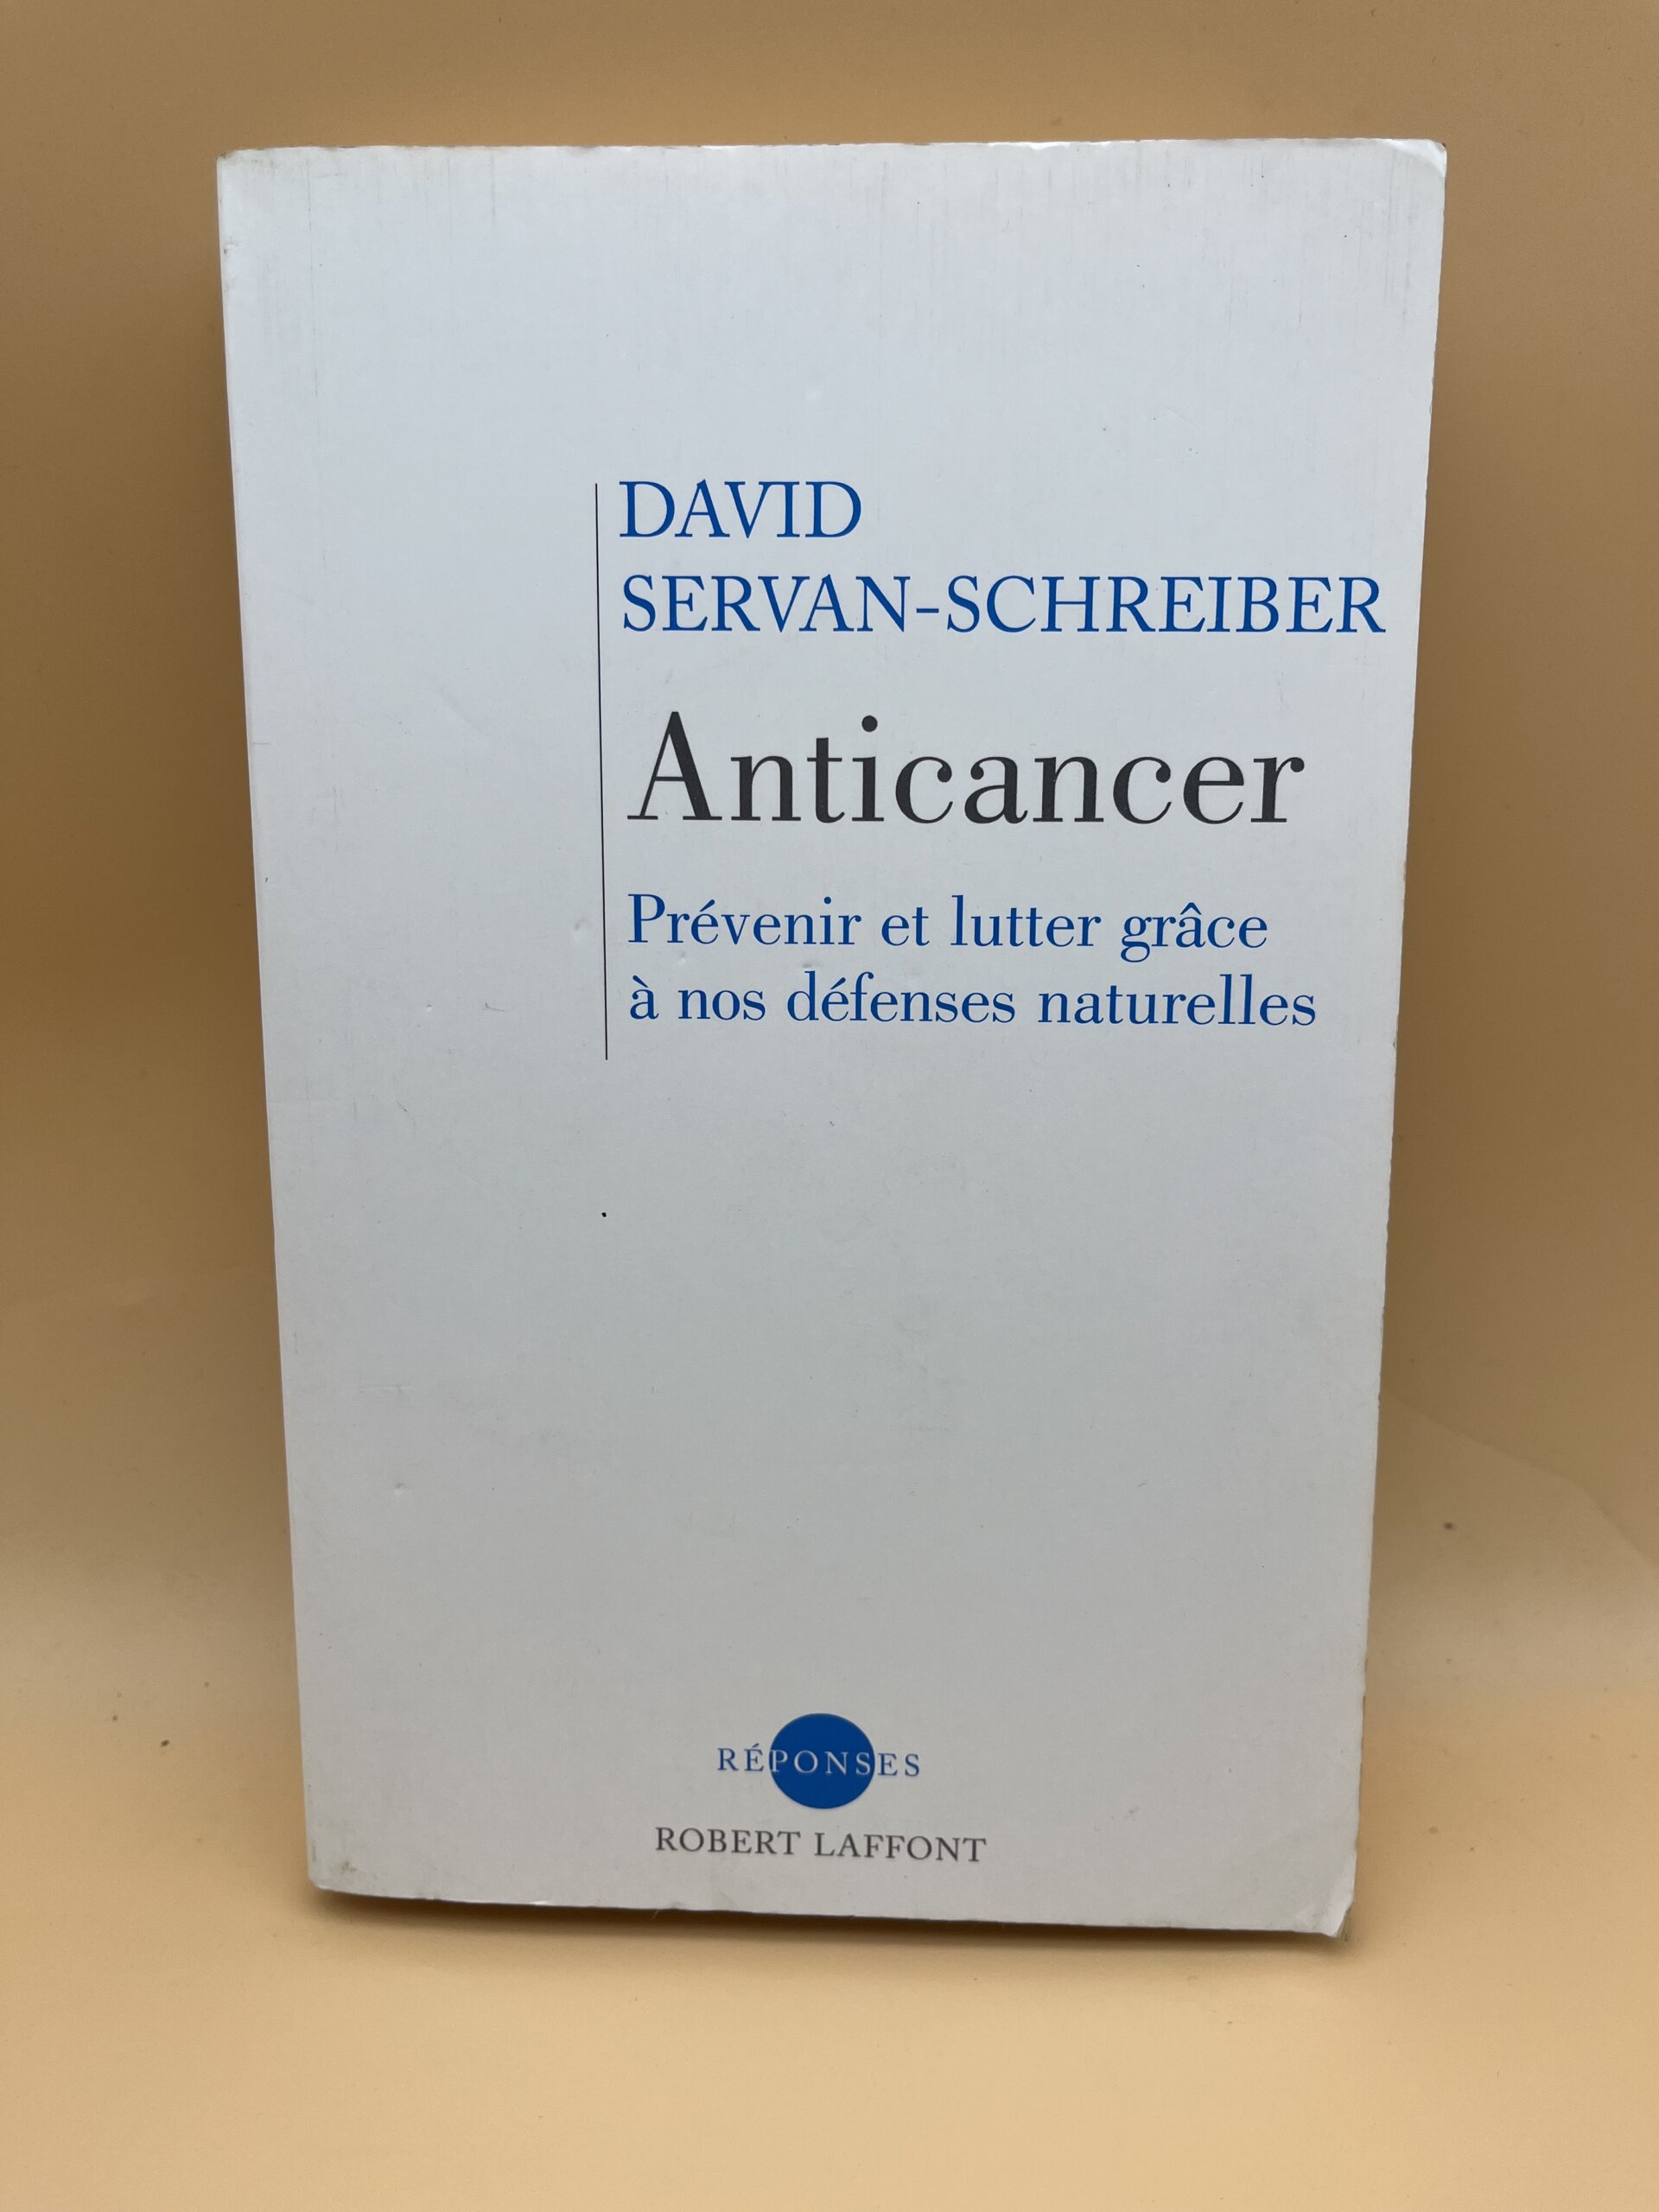 DAVID
SERVAN-SCHREIBER
Anticancer
Prévenir et lutter grâce
à nos défenses naturelles
RÉPONSES
ROBERT LAFFONT